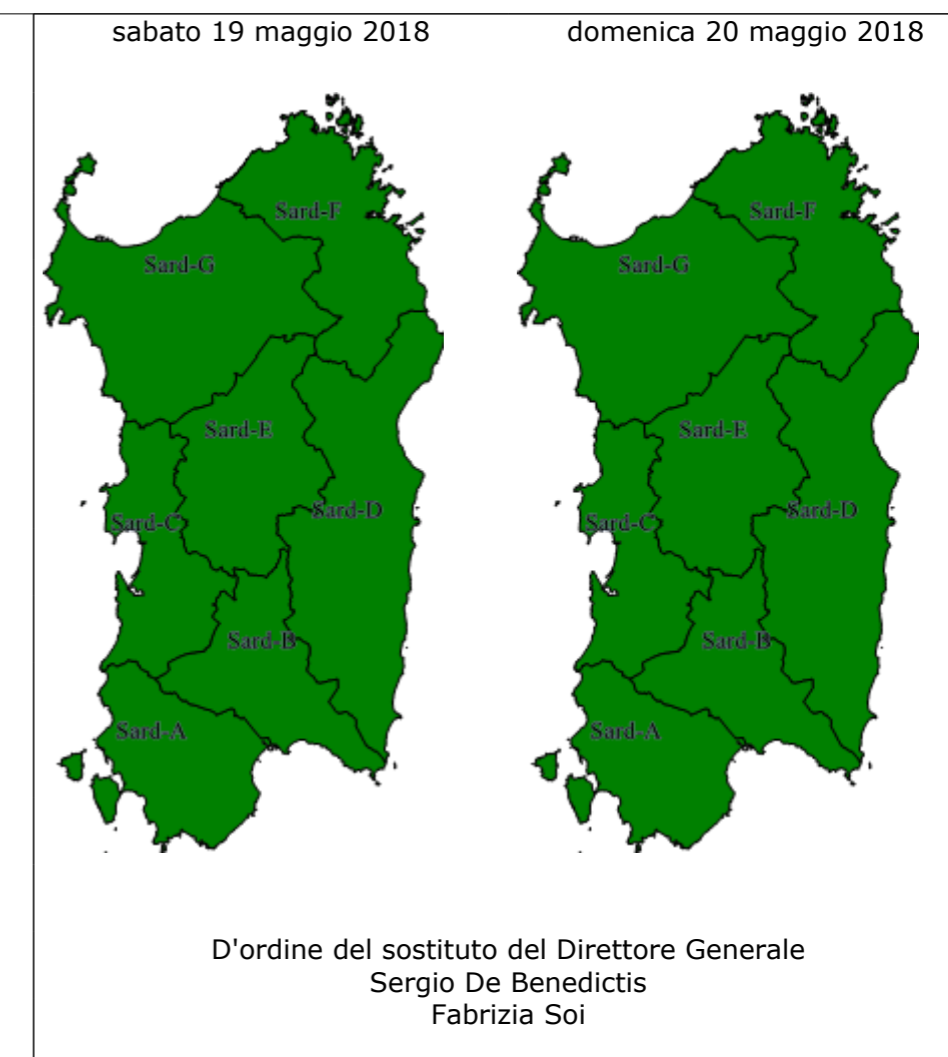 sabato 19 maggio 2018
domenica 20 maggio 2018
Sard-F
Sard-G
Sard-E
Sard-D
Sard-C
Sard-B
Sard-A
Sard-F
Sard-G
Sard-E
Sard-D
Sard-C
Sard-B
Sard-A
D'ordine del sostituto del Direttore Generale
Sergio De Benedictis
Fabrizia Soi